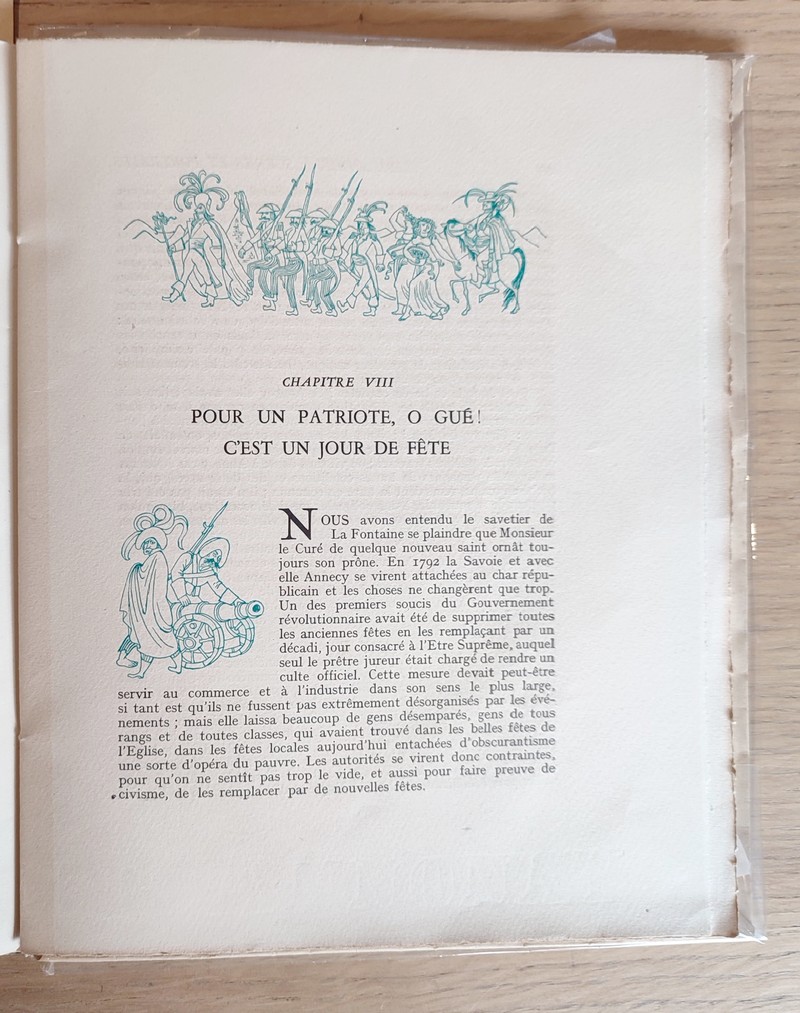 CHAPITRE VIII
POUR UN PATRIOTE, O GUÉ!
C'EST UN JOUR DE FÊTE
NOUS avons entendu le savetier de
La Fontaine se plaindre que Monsieur
le Curé de quelque nouveau saint ornât tou-
jours son prône. En 1792 la Savoie et avec
elle Annecy se virent attachées au char répu-
blicain et les choses ne changèrent que trop.
Un des premiers soucis du Gouvernement
révolutionnaire avait été de supprimer toutes
les anciennes fêtes en les remplaçant par un
décadi, jour consacré à l'Etre Suprême, auquel
seul le prêtre jureur était chargé de rendre un
culte officiel. Cette mesure devait peut-être
servir au commerce et à l'industrie dans son sens le plus large,
si tant est qu'ils ne fussent pas extrêmement désorganisés par les évé-
nements ; mais elle laissa beaucoup de gens désemparés, gens de tous
rangs et de toutes classes, qui avaient trouvé dans les belles fêtes de
l'Eglise, dans les fêtes locales aujourd'hui entachées d'obscurantisme
une sorte d'opéra du pauvre. Les autorités se virent donc contraintes,
pour qu'on ne sentît pas trop le vide, et aussi pour faire preuve de
civisme, de les remplacer par de nouvelles fêtes.